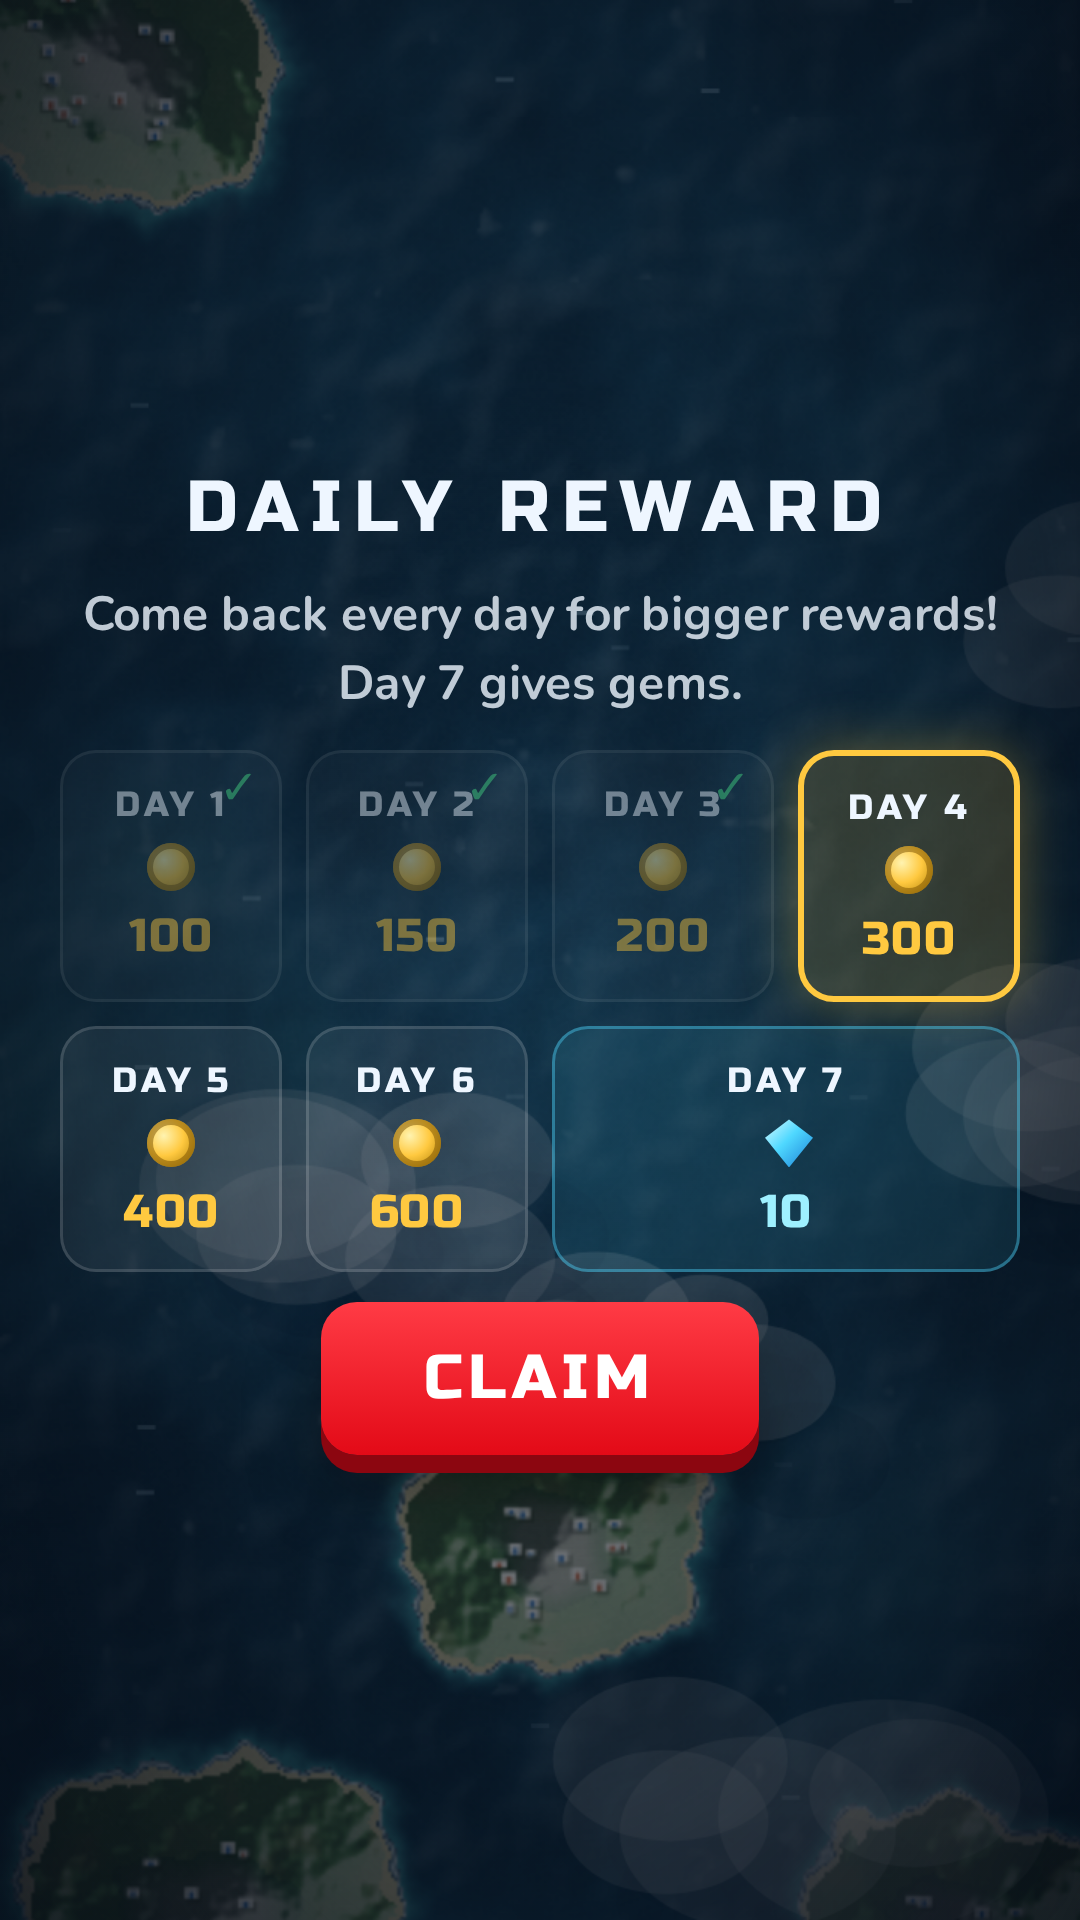 DAILY REWARD
Come back every day for bigger rewards!
Day 7 gives gems.
DAY 1 ✓
100
DAY 2 ✓
150
DAY 3 ✓
200
DAY 4
300
DAY 5
400
DAY 6
600
DAY 7
10
CLAIM